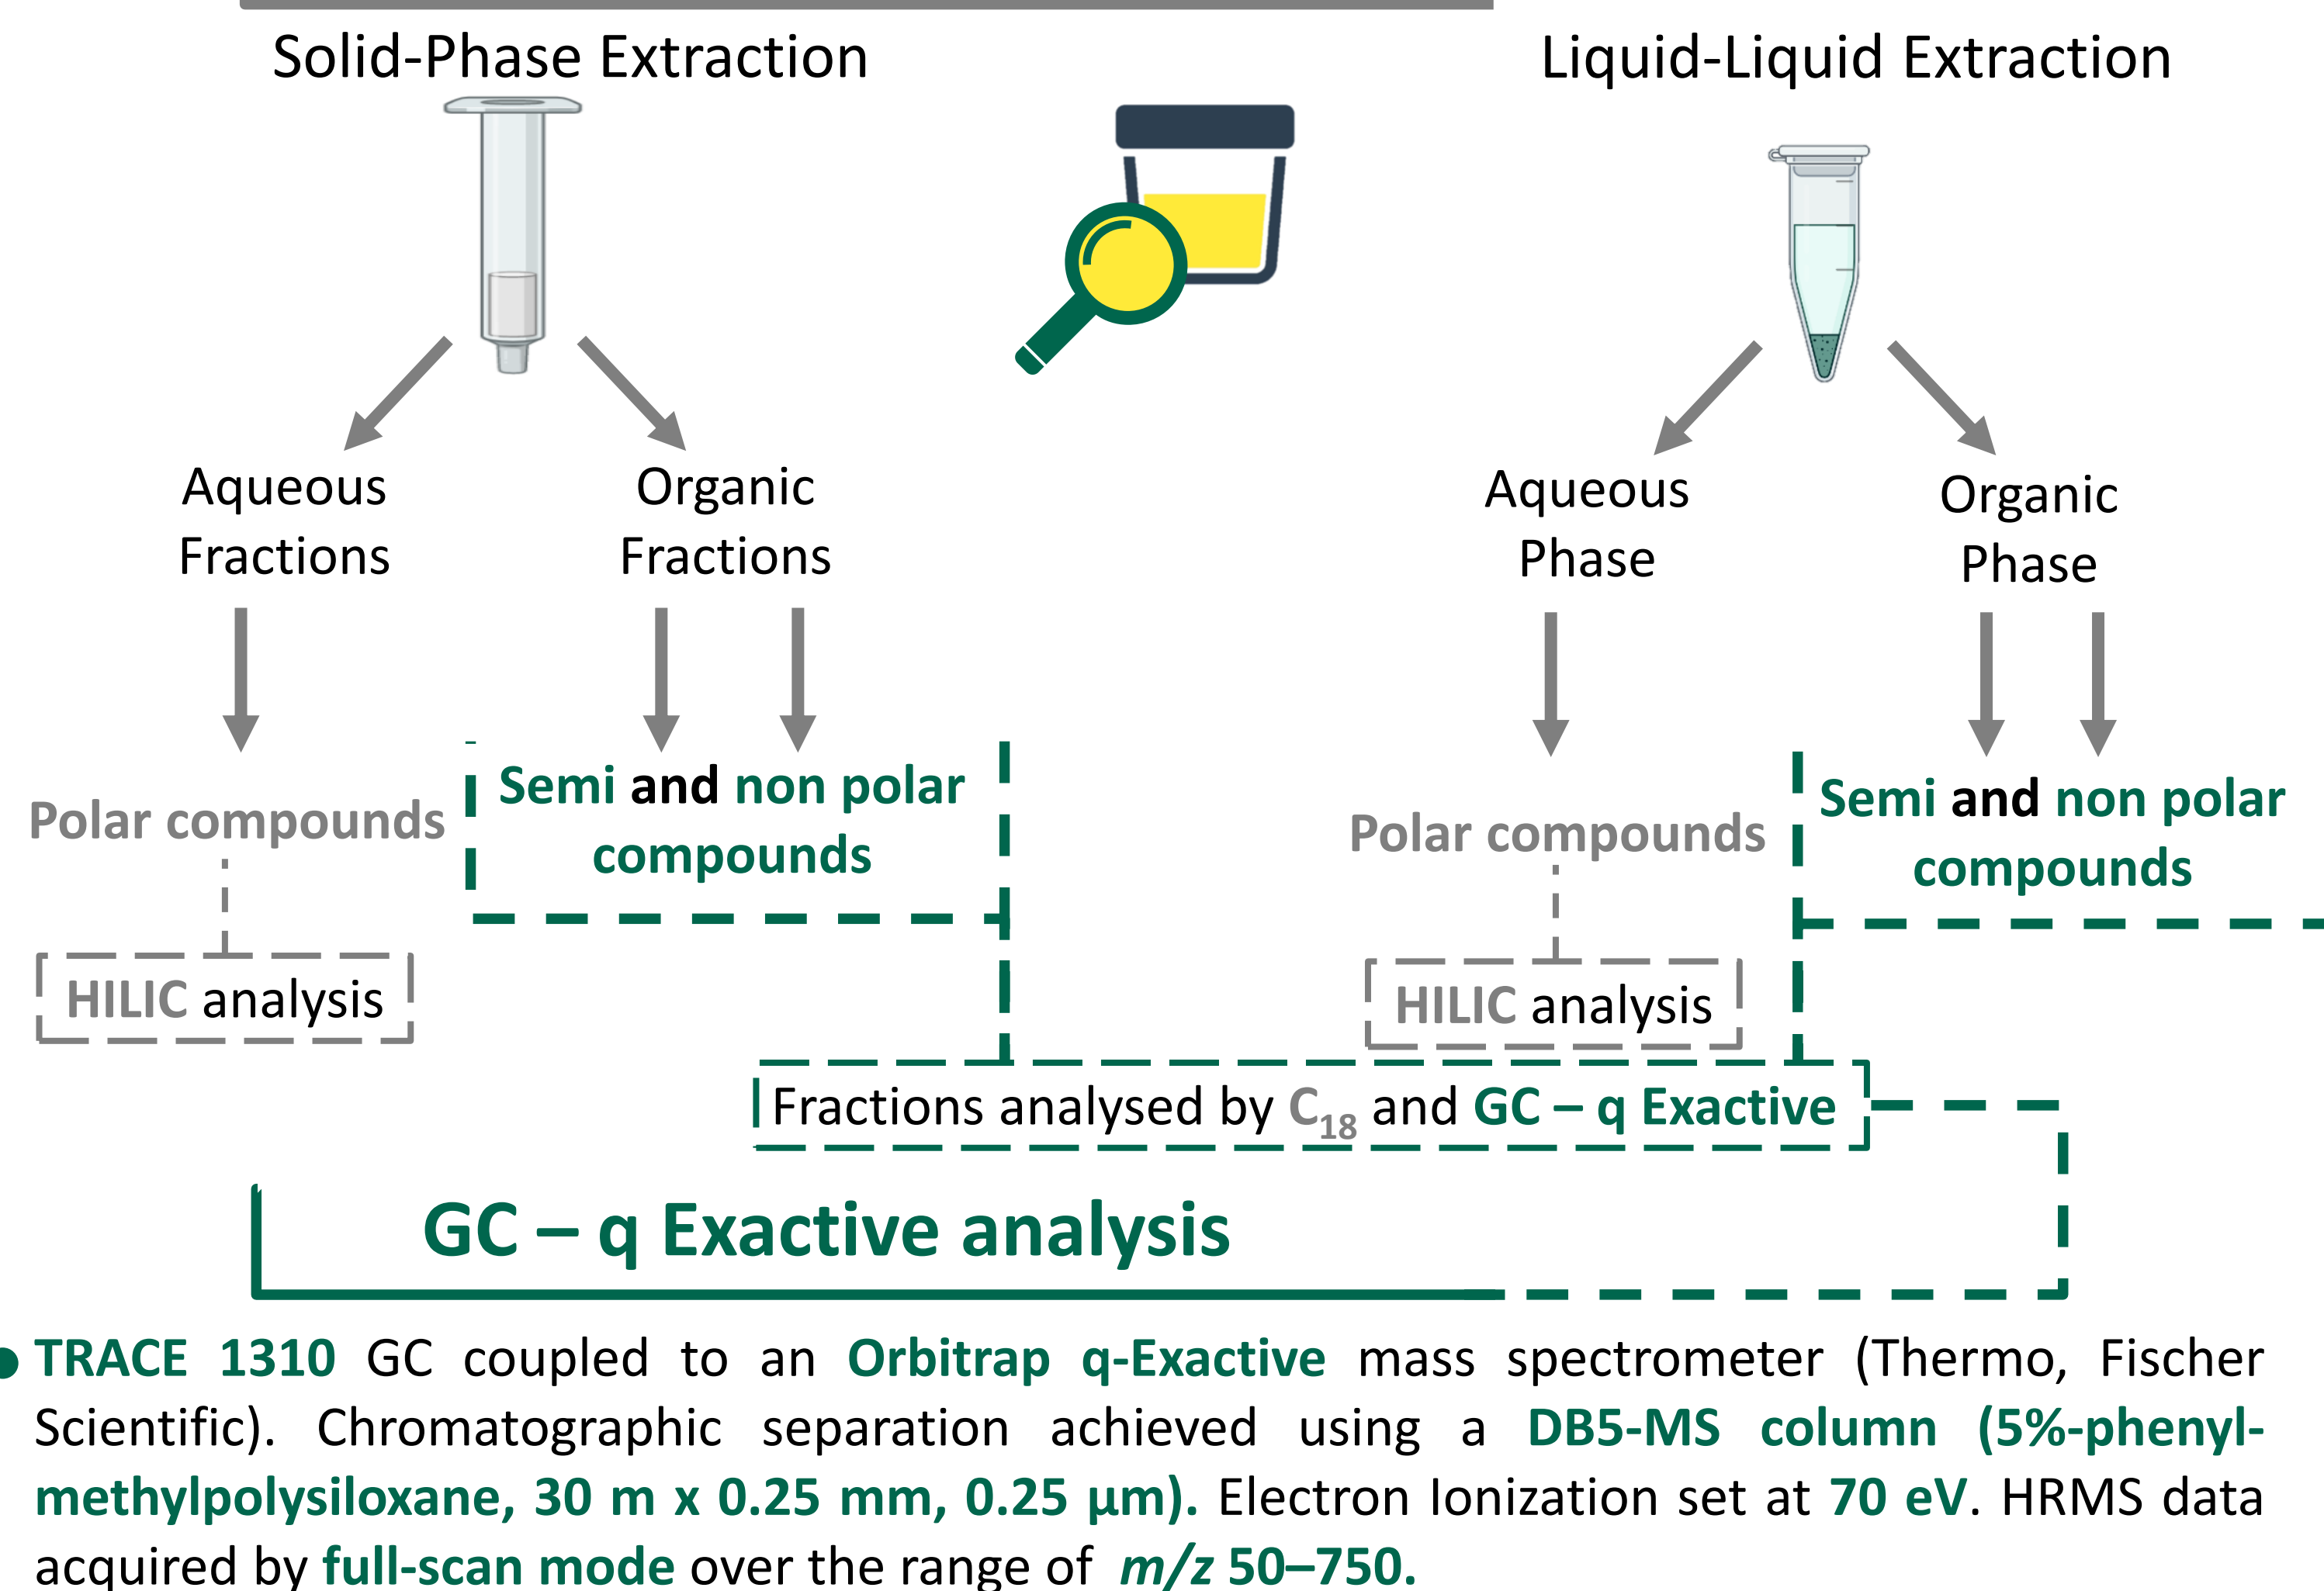 Solid-Phase Extraction
Liquid-Liquid Extraction
Aqueous
Fractions
Organic
Fractions
Aqueous
Phase
Organic
Phase
Polar compounds
Semi and non polar
compounds
Polar compounds
Semi and non polar
compounds
HILIC analysis
HILIC analysis
Fractions analysed by C18 and GC – q Exactive
GC – q Exactive analysis
• TRACE 1310 GC coupled to an Orbitrap q-Exactive mass spectrometer (Thermo, Fischer
Scientific). Chromatographic separation achieved using a DB5-MS column (5%-phenyl-
methylpolysiloxane, 30 m x 0.25 mm, 0.25 µm). Electron Ionization set at 70 eV. HRMS data
acquired by full-scan mode over the range of m/z 50–750.